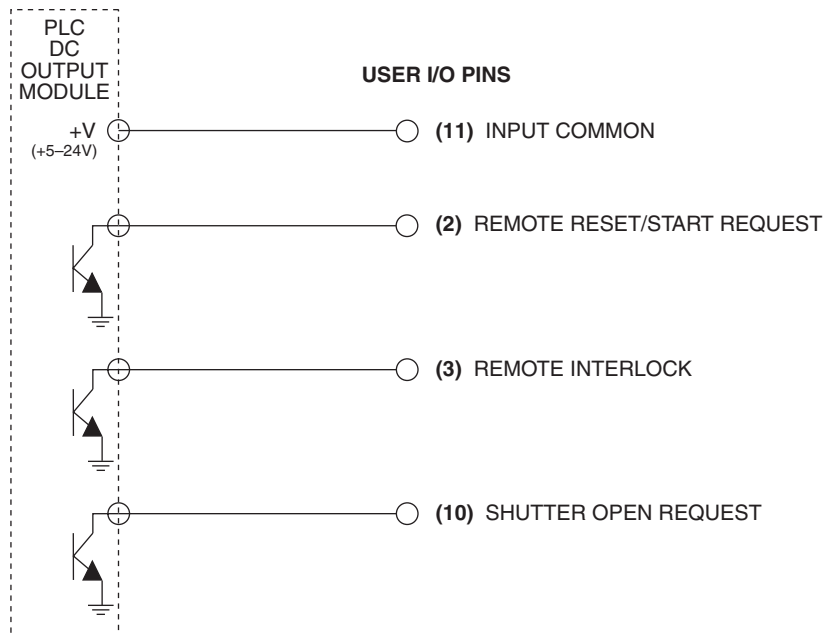 PLC
DC
OUTPUT
MODULE
USER I/O PINS
+V
(+5–24V)
(11) INPUT COMMON
(2) REMOTE RESET/START REQUEST
(3) REMOTE INTERLOCK
(10) SHUTTER OPEN REQUEST